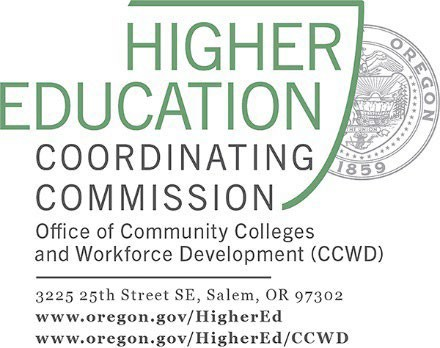 HIGHER
EDUCATION
COORDINATING
COMMISSION
OREGON
1859
Office of Community Colleges
and Workforce Development (CCWD)
3225 25th Street SE, Salem, OR 97302
www.oregon.gov/HigherEd
www.oregon.gov/HigherEd/CCWD